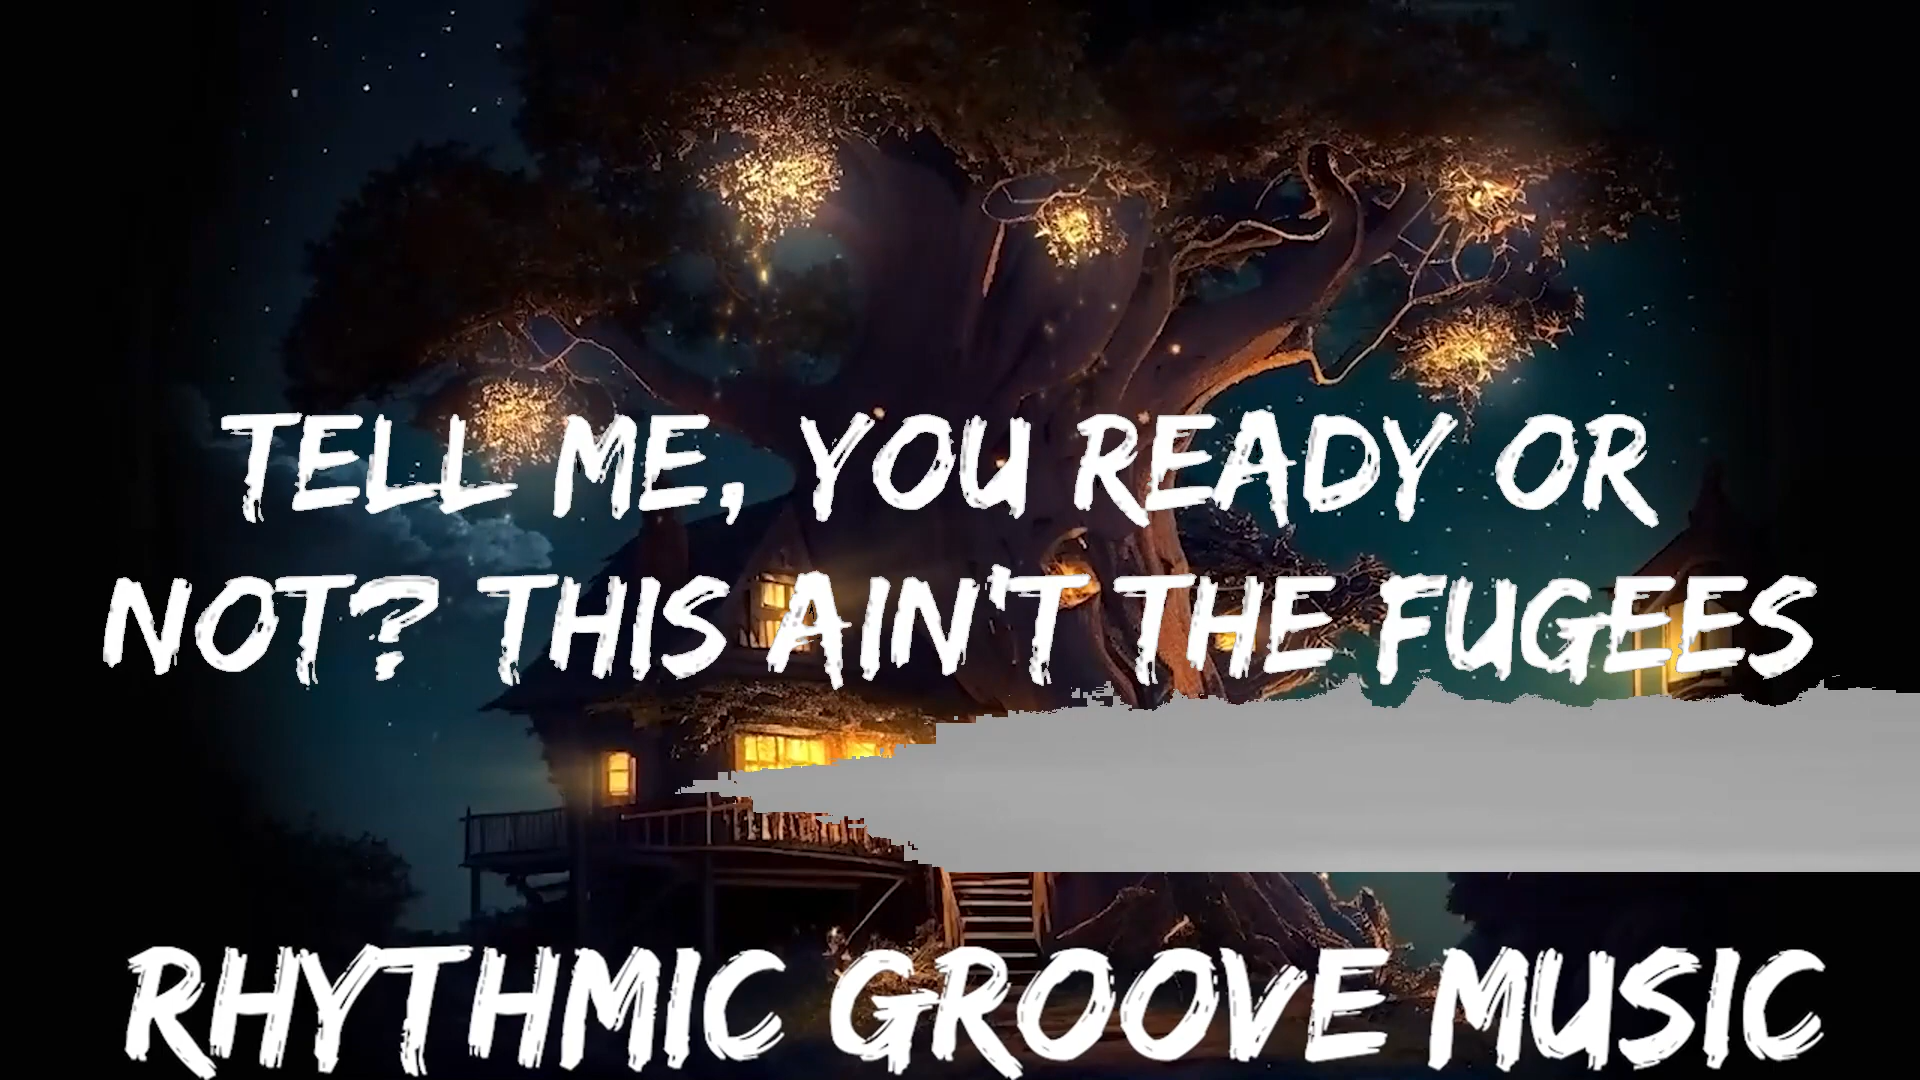 TELL ME, YOU READY OR
NOT? THIS AIN'T THE FUGEES
RHYTHMIC GROOVE MUSIC